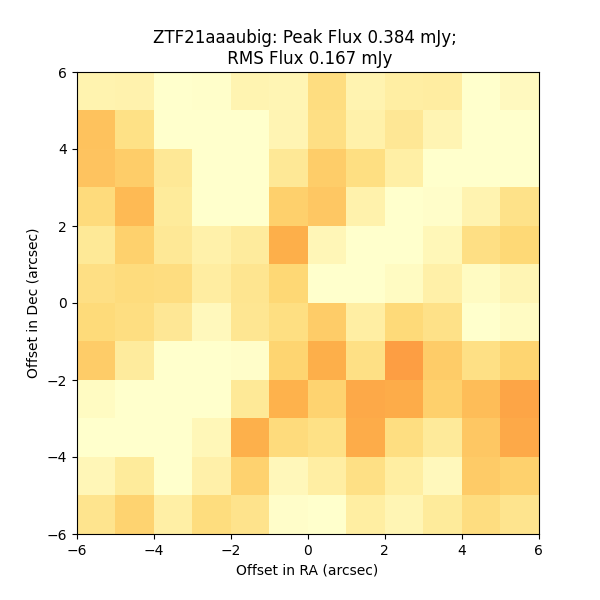 ZTF21aaaubig: Peak Flux 0.384 mJy;
RMS Flux 0.167 mJy
6
4
2
0
−2
−4
−6
Offset in Dec (arcsec)
−6 −4 −2 0 2 4 6
Offset in RA (arcsec)